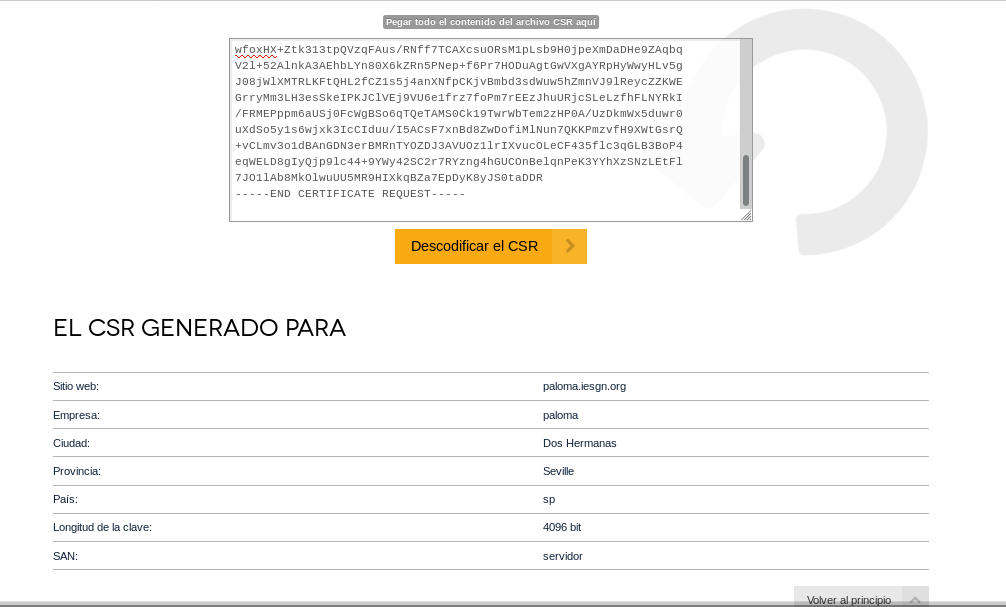 Pegar todo el contenido del archivo CSR aquí
wfoxHX+Ztk313tpQVzqFAus/RNff7TCAXcsuORsM1pLsb9H0jpeXmDaDHe9ZAqbq
V2l+52AlnkA3AEhbLYn80X6kZRn5PNep+f6Pr7HODuAgtGwVXgAYRpHyWwyHLv5g
J08jWlXMTRLKFtQHL2fCZ1s5j4anXNfpCKjvBmbd3sdWuw5hZmnVJ9lReycZZKWE
GrryMm3LH3esSkeIPKJClVEj9VU6e1frz7foPm7rEEzJhuURjcSLeLzfhFLNYRkI
/FRMEPppm6aUSj0FcWgBSo6qTQeTAMS0Ck19TwrWbTem2zHP0A/UzDkmWx5duwr0
uXdSo5y1s6wjxk3IcCIduu/I5ACsF7xnBd8ZwDofiMlNun7QKKPmzvfH9XWtGsrQ
+vCLmv3o1dBAnGDN3erBMRnTYOZDJ3AVUOz1lrIXvucOLeCF435flc3qGLB3BoP4
eqWELD8gIyQjp9lc44+9YWy42SC2r7RYzng4hGUCOnBelqnPeK3YYhXzSNzLEtFl
7JO1lAb8MkOlwuUU5MR9HIXkqBZa7EpDyK8yJS0taDDR
-----END CERTIFICATE REQUEST-----
Descodificar el CSR
EL CSR GENERADO PARA
Sitio web: paloma.iesgn.org
Empresa: paloma
Ciudad: Dos Hermanas
Provincia: Seville
País: sp
Longitud de la clave: 4096 bit
SAN: servidor
Volver al principio